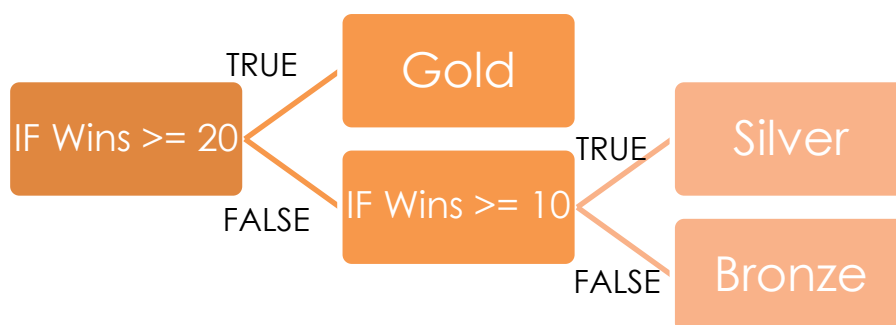 TRUE
Gold
IF Wins >= 20
FALSE
IF Wins >= 10
TRUE
Silver
FALSE
Bronze